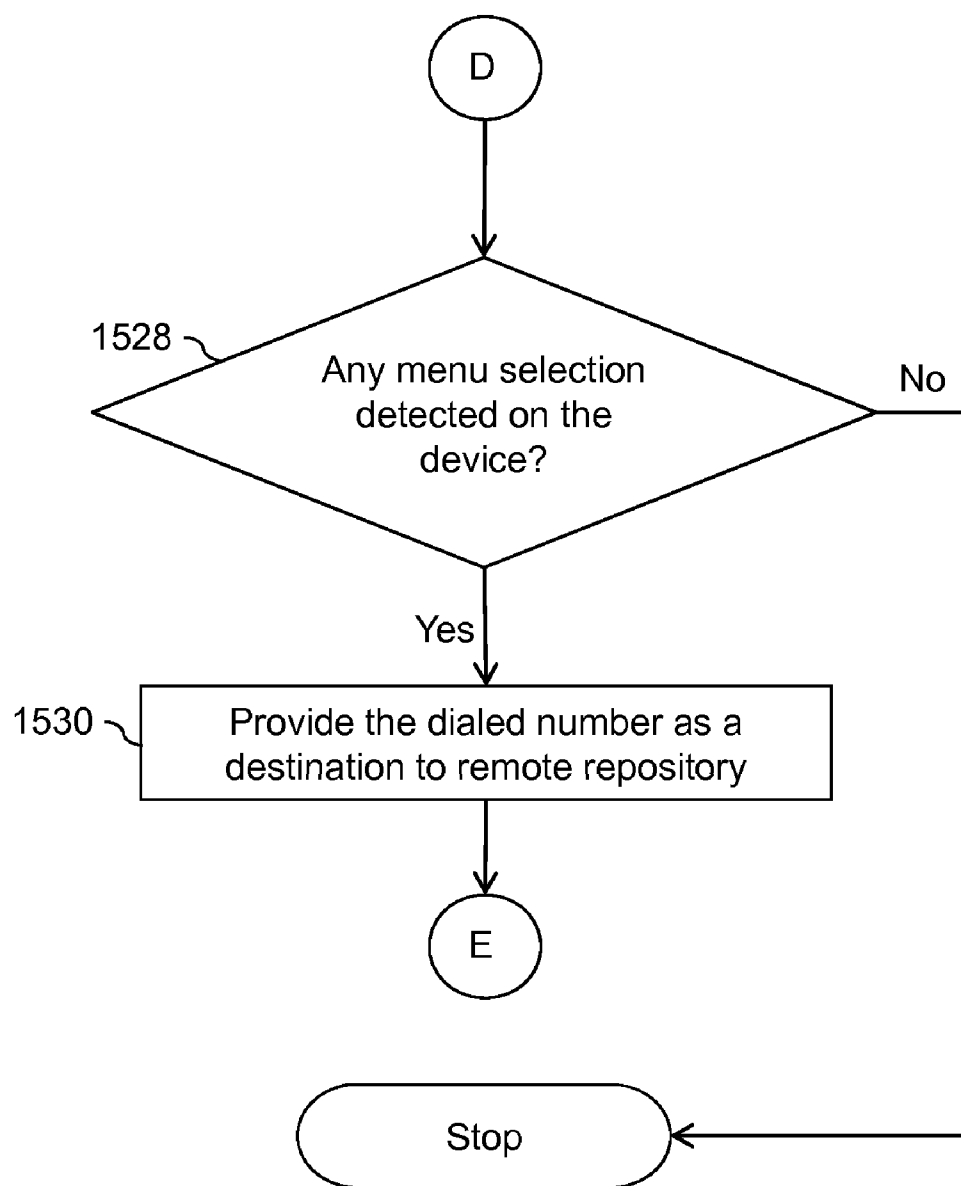 D
1528
Any menu selection
detected on the
device?
No
Yes
1530
Provide the dialed number as a
destination to remote repository
E
Stop